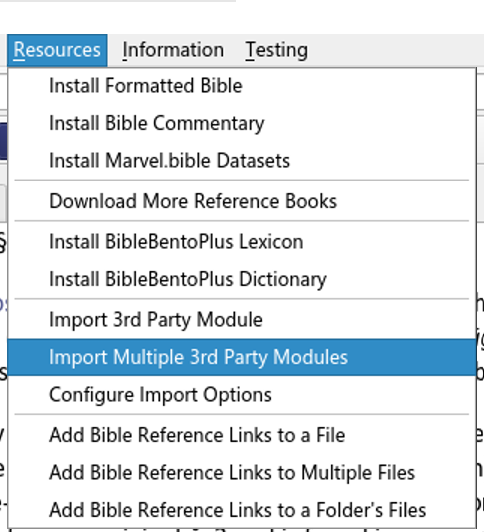 Resources Information Testing
Install Formatted Bible
Install Bible Commentary
Install Marvel.bible Datasets
Download More Reference Books
Install BibleBentoPlus Lexicon
Install BibleBentoPlus Dictionary
Import 3rd Party Module
Import Multiple 3rd Party Modules
Configure Import Options
Add Bible Reference Links to a File
Add Bible Reference Links to Multiple Files
Add Bible Reference Links to a Folder's Files